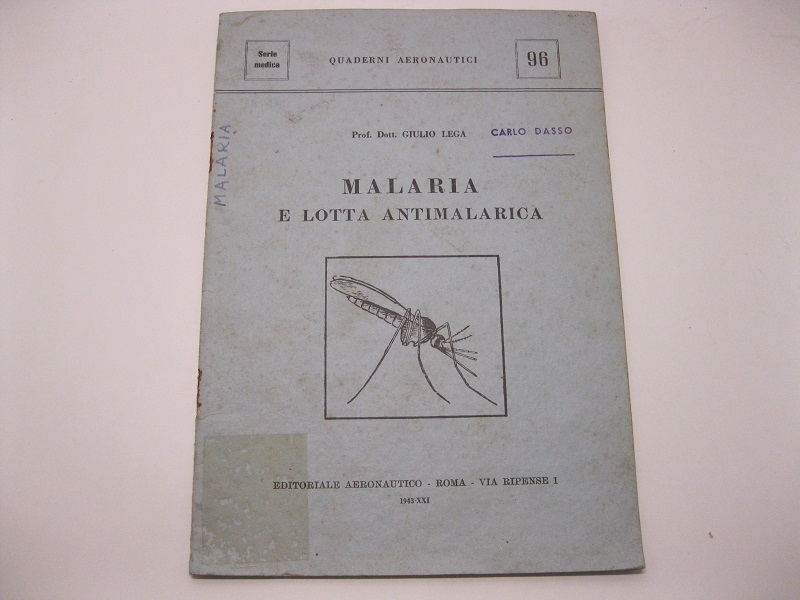 Serie
medica
QUADERNI AERONAUTICI
96
Prof. Dott. GIULIO LEGA
CARLO DASSO
MALARIA
MALARIA
E LOTTA ANTIMALARICA
EDITORIALE AERONAUTICO - ROMA - VIA RIPENSE 1
1943-XXI